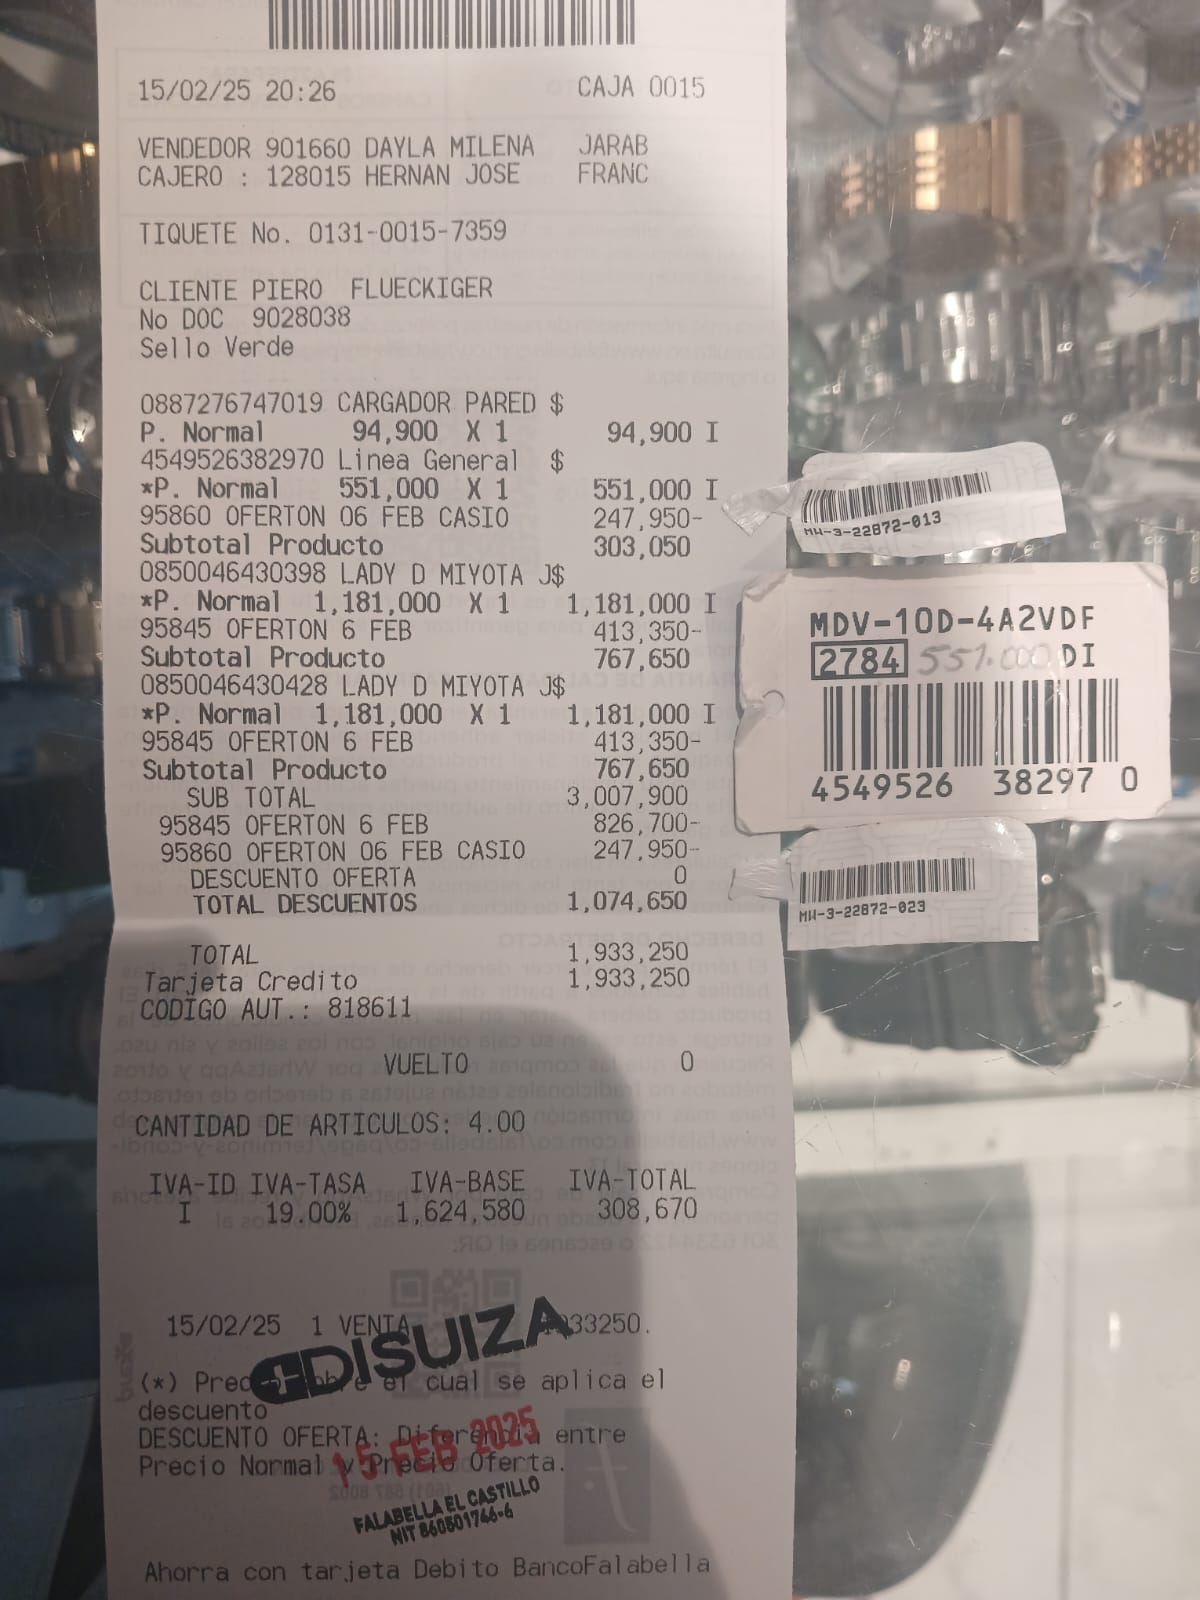 15/02/25 20:26 CAJA 0015
VENDEDOR 901660 DAYLA MILENA JARAB
CAJERO : 128015 HERNAN JOSE FRANC
TIQUETE No. 0131-0015-7359
CLIENTE PIERO FLUECKIGER
No DOC 9028038
Sello Verde
0887276747019 CARGADOR PARED $
P. Normal 94,900 X 1 94,900 I
4549526382970 Linea General $
*P. Normal 551,000 X 1 551,000 I
95860 OFERTON 06 FEB CASIO 247,950-
Subtotal Producto 303,050
0850046430398 LADY D MIYOTA J$
*P. Normal 1,181,000 X 1 1,181,000 I
95845 OFERTON 6 FEB 413,350-
Subtotal Producto 767,650
0850046430428 LADY D MIYOTA J$
*P. Normal 1,181,000 X 1 1,181,000 I
95845 OFERTON 6 FEB 413,350-
Subtotal Producto 767,650
SUB TOTAL 3,007,900
95845 OFERTON 6 FEB 826,700-
95860 OFERTON 06 FEB CASIO 247,950-
DESCUENTO OFERTA 0
TOTAL DESCUENTOS 1,074,650
TOTAL 1,933,250
Tarjeta Credito 1,933,250
CODIGO AUT.: 818611
VUELTO 0
CANTIDAD DE ARTICULOS: 4.00
IVA-ID IVA-TASA IVA-BASE IVA-TOTAL
I 19.00% 1,624,580 308,670
15/02/25 1 VENTA 1933250.
DISUIZA
(*) Precio sobre el cual se aplica el
descuento
DESCUENTO OFERTA: Diferencia entre
Precio Normal y Precio Oferta.
15 FEB 2025
FALABELLA EL CASTILLO
NIT 860501746-6
Ahorra con tarjeta Debito BancoFalabella
MW-3-22872-013
MDV-10D-4A2VDF
2784 551.000 DI
4549526 38297 0
MW-3-22872-023